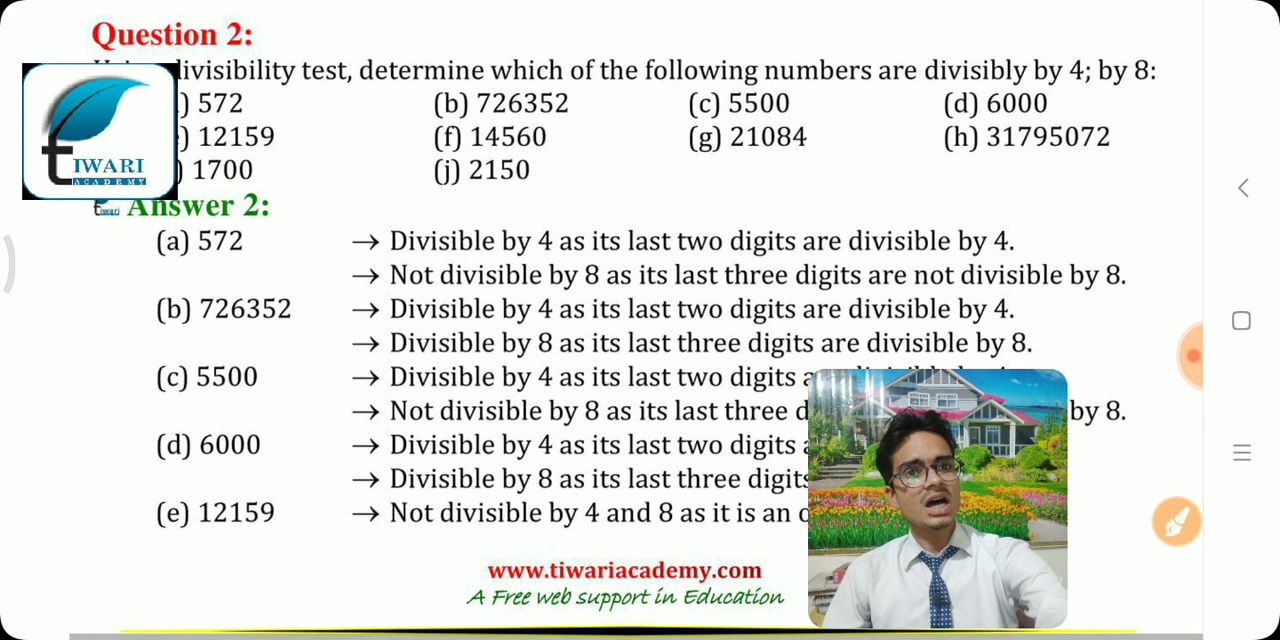 Question 2:
divisibility test, determine which of the following numbers are divisibly by 4; by 8:
) 572 (b) 726352 (c) 5500 (d) 6000
) 12159 (f) 14560 (g) 21084 (h) 31795072
) 1700 (j) 2150
tIWARI
ACADEMY
tiwari Answer 2:
(a) 572 → Divisible by 4 as its last two digits are divisible by 4.
→ Not divisible by 8 as its last three digits are not divisible by 8.
(b) 726352 → Divisible by 4 as its last two digits are divisible by 4.
→ Divisible by 8 as its last three digits are divisible by 8.
(c) 5500 → Divisible by 4 as its last two digits
→ Not divisible by 8 as its last three by 8.
(d) 6000 → Divisible by 4 as its last two digits
→ Divisible by 8 as its last three digits
(e) 12159 → Not divisible by 4 and 8 as it is an
www.tiwariacademy.com
A Free web support in Education